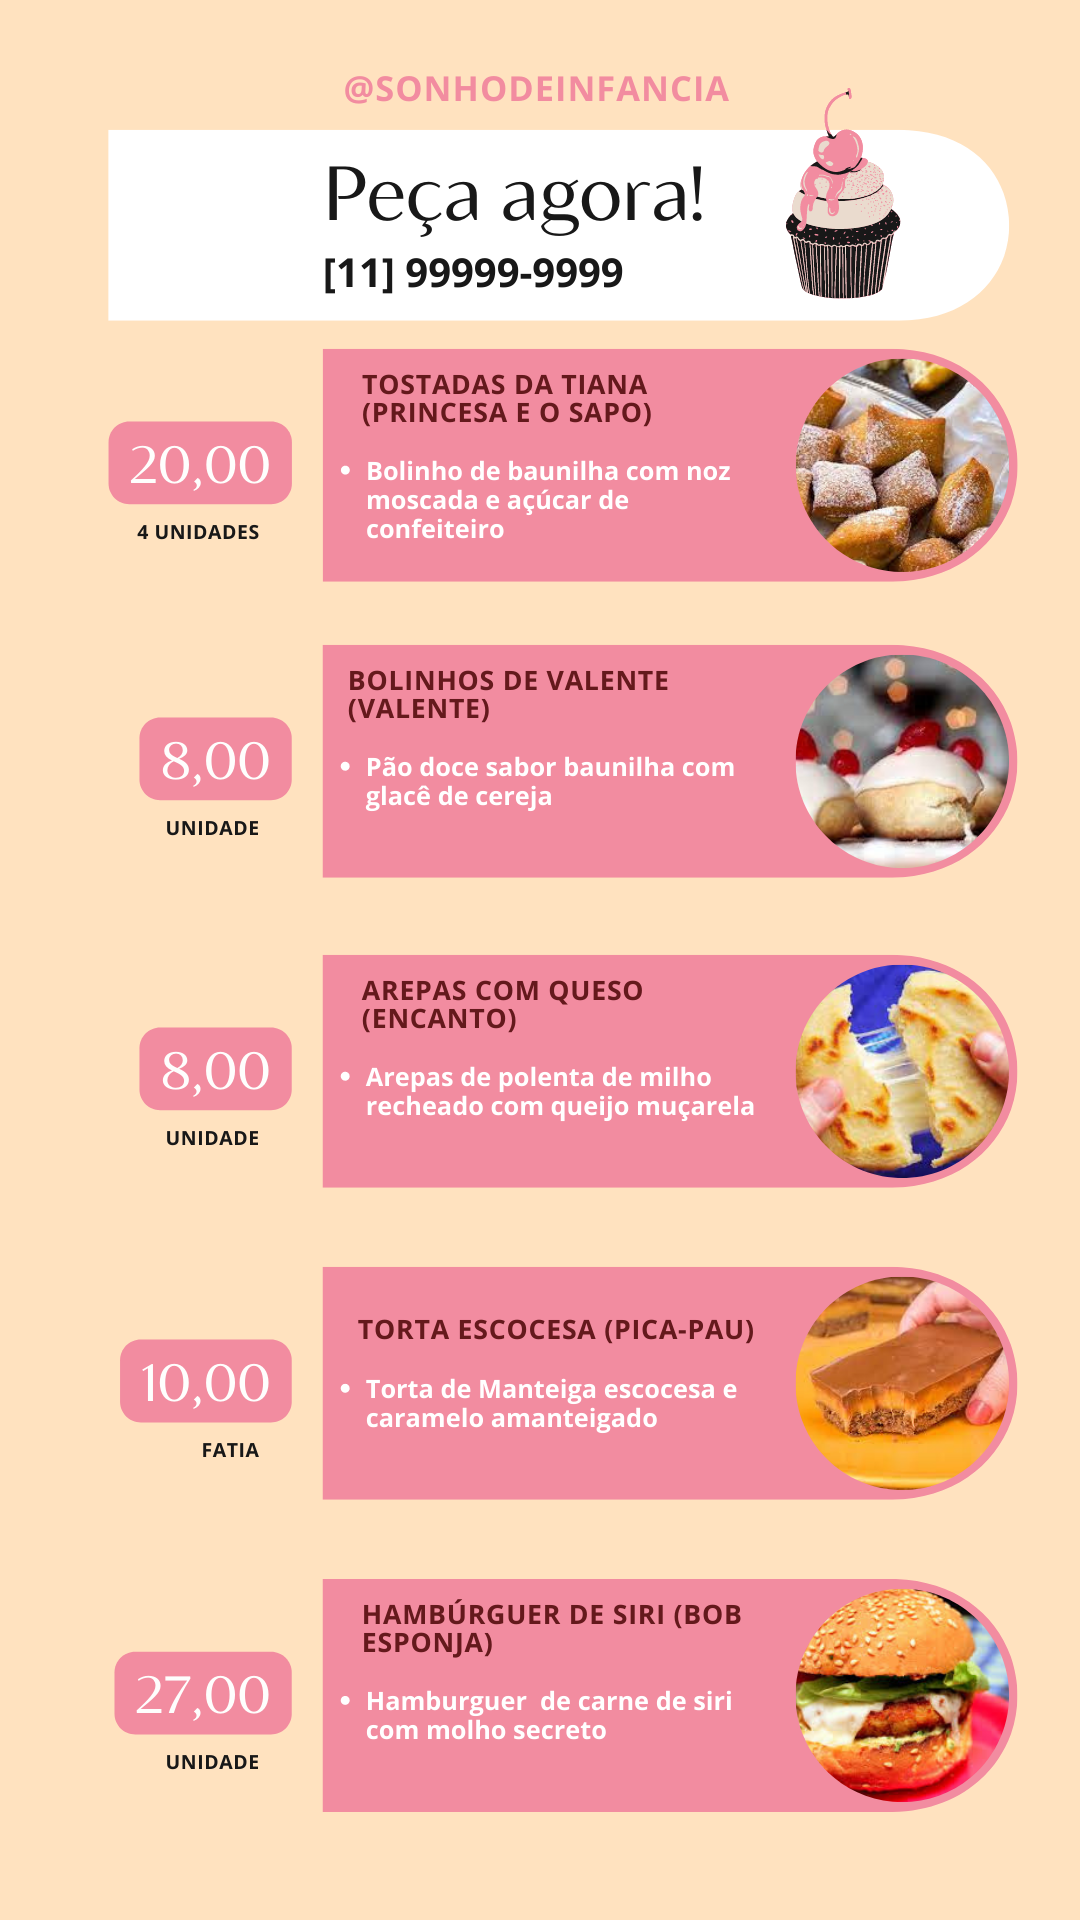 @SONHODEINFANCIA
Peça agora!
[11] 99999-9999
TOSTADAS DA TIANA
(PRINCESA E O SAPO)
20,00
4 UNIDADES
• Bolinho de baunilha com noz
moscada e açúcar de
confeiteiro
BOLINHOS DE VALENTE
(VALENTE)
8,00
UNIDADE
• Pão doce sabor baunilha com
glacê de cereja
AREPAS COM QUESO
(ENCANTO)
8,00
UNIDADE
• Arepas de polenta de milho
recheado com queijo muçarela
TORTA ESCOCESA (PICA-PAU)
10,00
FATIA
• Torta de Manteiga escocesa e
caramelo amanteigado
HAMBÚRGUER DE SIRI (BOB
ESPONJA)
27,00
UNIDADE
• Hamburguer  de carne de siri
com molho secreto